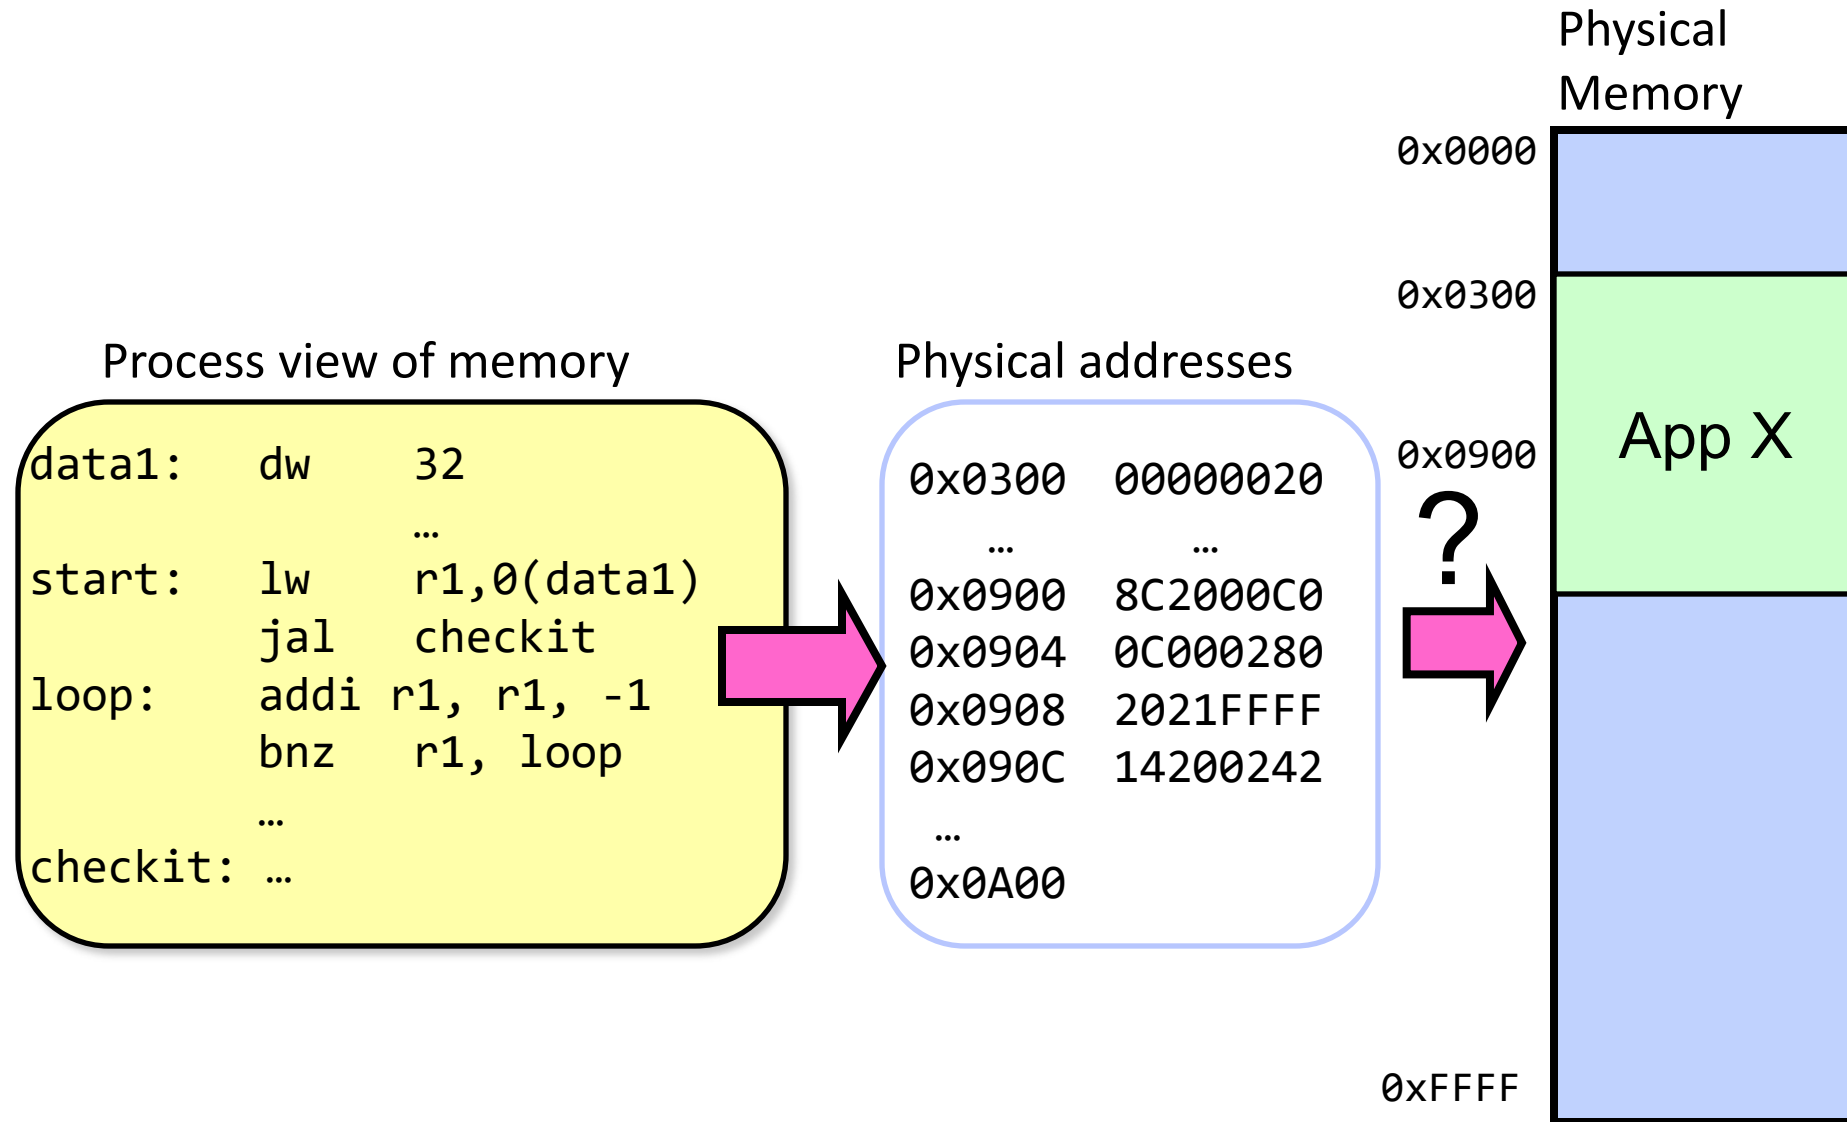 Physical
Memory
0x0000
0x0300
Process view of memory
data1: dw 32
…
start: lw r1,0(data1)
jal checkit
loop: addi r1, r1, -1
bnz r1, loop
…
checkit: …
Physical addresses
0x0300 00000020
… …
0x0900 8C2000C0
0x0904 0C000280
0x0908 2021FFFF
0x090C 14200242
…
0x0A00
0x0900
?
App X
0xFFFF